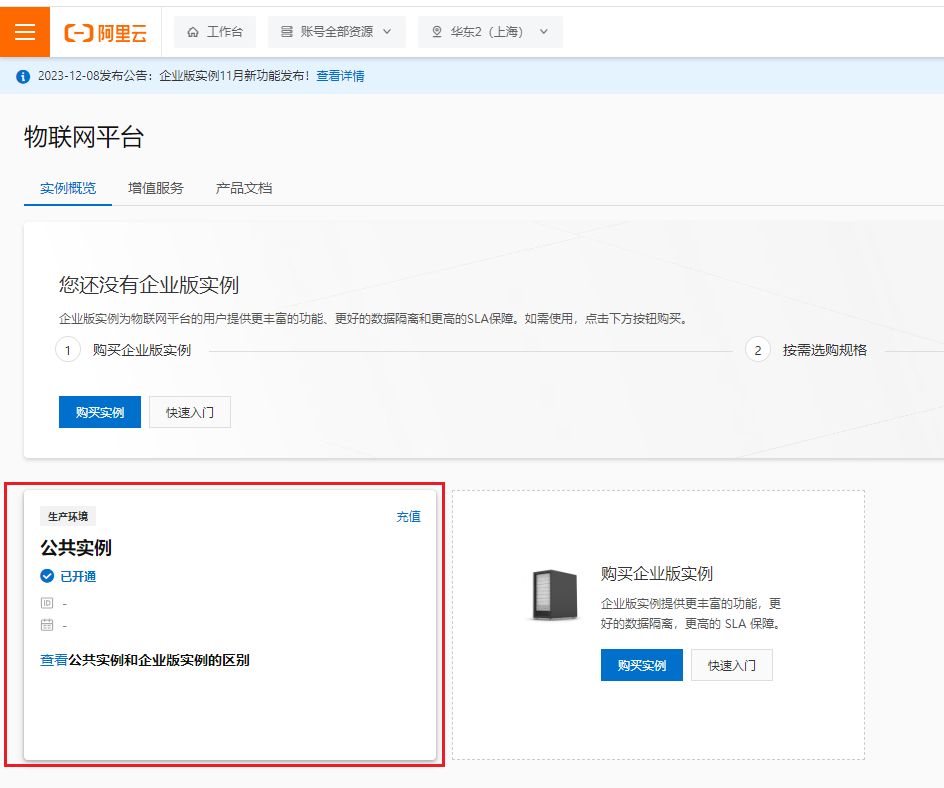 阿里云 工作台 账号全部资源 华东2（上海）
2023-12-08发布公告：企业版实例11月新功能发布！查看详情
物联网平台
实例概览 增值服务 产品文档
您还没有企业版实例
企业版实例为物联网平台的用户提供更丰富的功能、更好的数据隔离和更高的SLA保障。如需使用，点击下方按钮购买。
1 购买企业版实例 2 按需选购规格
购买实例 快速入门
生产环境 充值
公共实例
已开通
ID -
-
查看公共实例和企业版实例的区别
购买企业版实例
企业版实例提供更丰富的功能，更
好的数据隔离，更高的 SLA 保障。
购买实例 快速入门